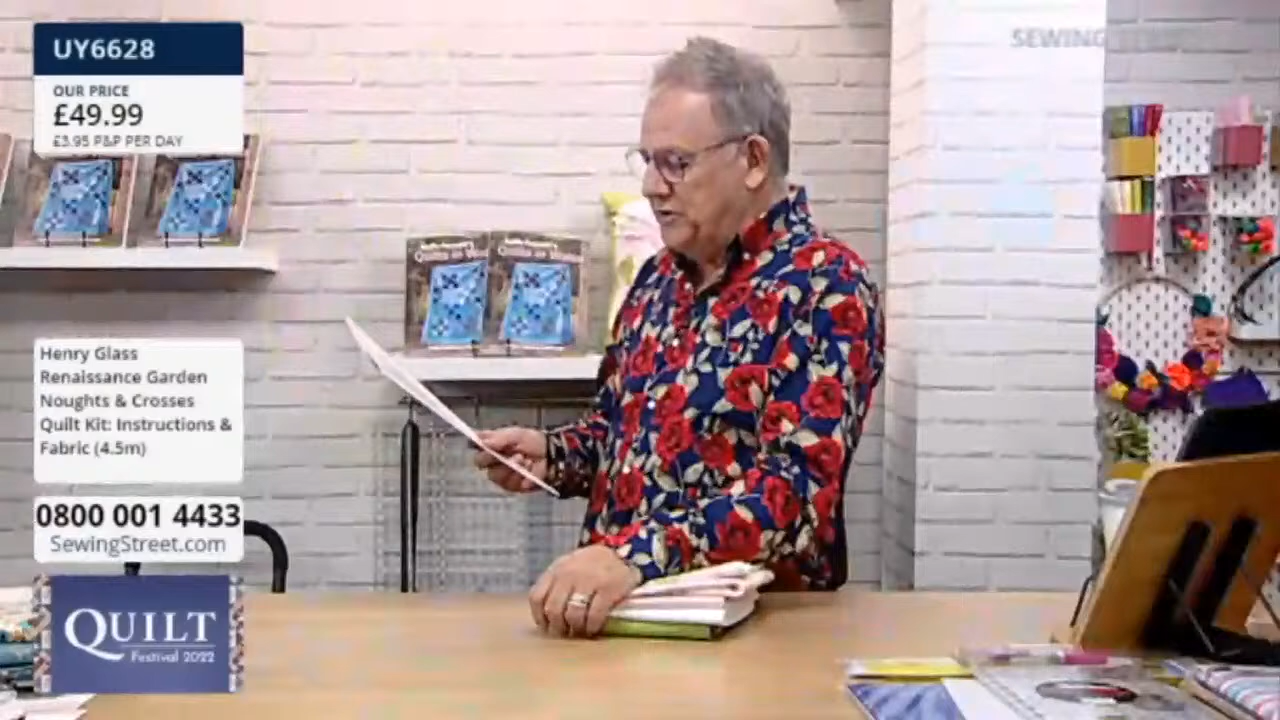 UY6628
OUR PRICE
£49.99
£3.95 P&P PER DAY
SEWING
Henry Glass
Renaissance Garden
Noughts & Crosses
Quilt Kit: Instructions &
Fabric (4.5m)
0800 001 4433
SewingStreet.com
QUILT
Festival 2022